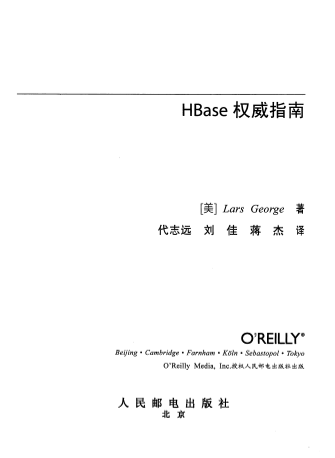 HBase 权威指南
[美] Lars George 著
代志远 刘 佳 蒋 杰 译
O'REILLY®
Beijing · Cambridge · Farnham · Köln · Sebastopol · Tokyo
O'Reilly Media, Inc.授权人民邮电出版社出版
人民邮电出版社
北京